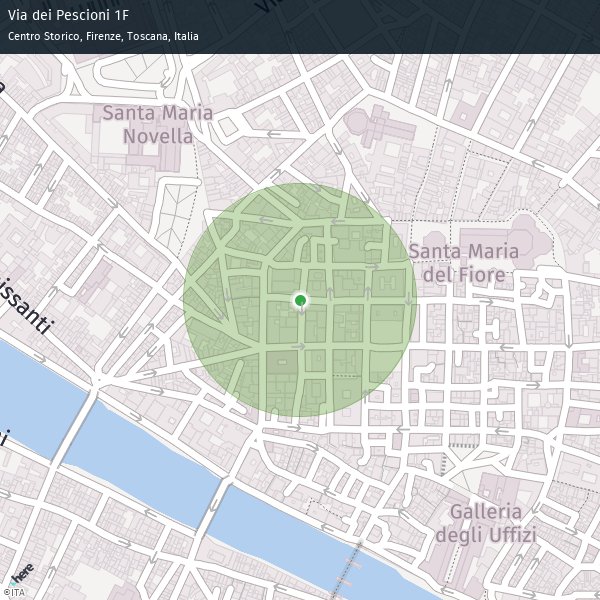 Via dei Pescioni 1F
Centro Storico, Firenze, Toscana, Italia
Santa Maria
Novella
Santa Maria
del Fiore
issanti
Galleria
degli Uffizi
here
©ITA